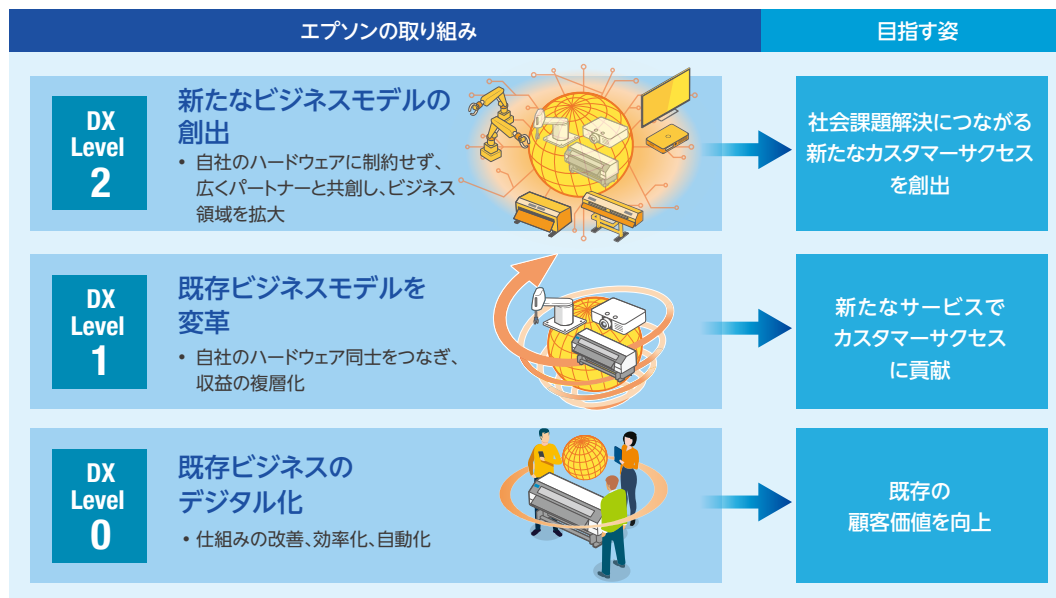 エプソンの取り組み
目指す姿
DX
Level
2
新たなビジネスモデルの
創出
• 自社のハードウェアに制約せず、
広くパートナーと共創し、ビジネス
領域を拡大
社会課題解決につながる
新たなカスタマーサクセス
を創出
DX
Level
1
既存ビジネスモデルを
変革
• 自社のハードウェア同士をつなぎ、
収益の複層化
新たなサービスで
カスタマーサクセス
に貢献
DX
Level
0
既存ビジネスの
デジタル化
• 仕組みの改善、効率化、自動化
既存の
顧客価値を向上